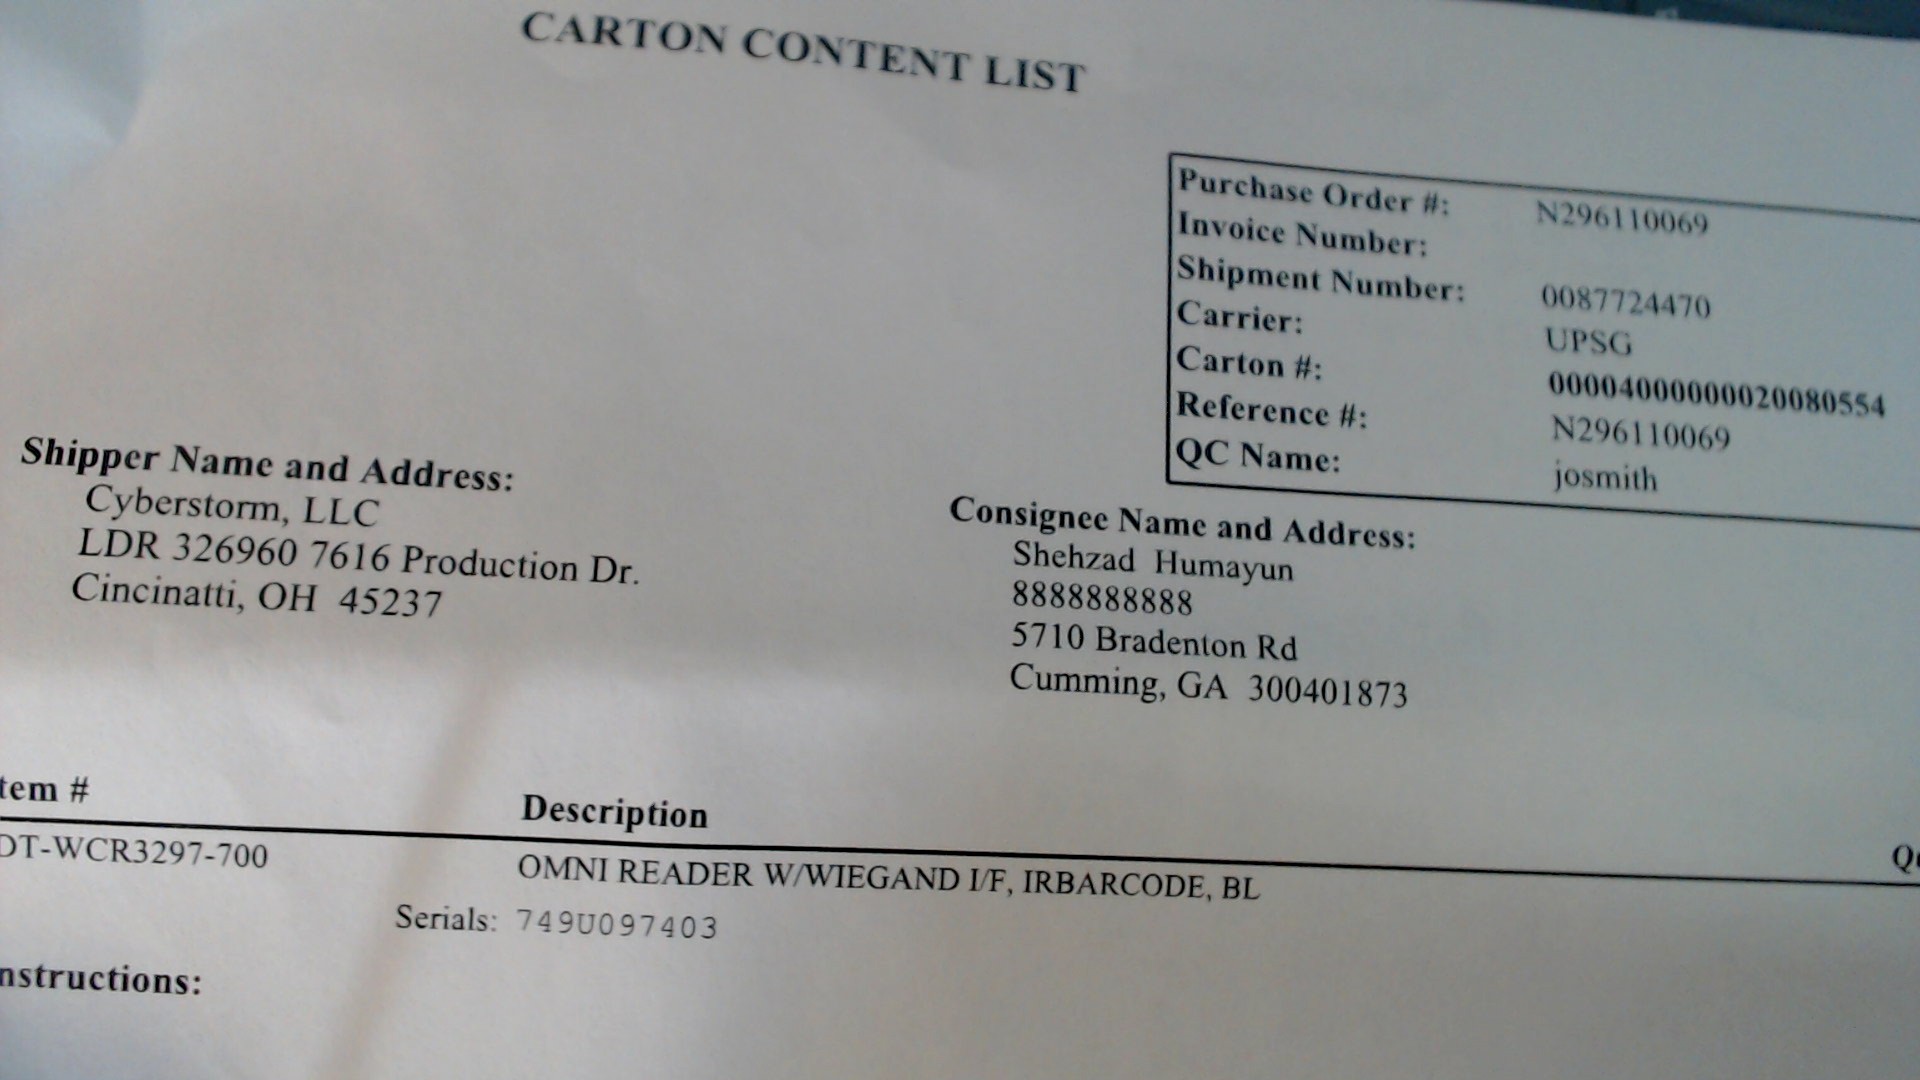 CARTON CONTENT LIST
Purchase Order #: N296110069
Invoice Number:
Shipment Number: 0087724470
Carrier: UPSG
Carton #: 00004000000020080554
Reference #: N296110069
QC Name: josmith
Shipper Name and Address:
Cyberstorm, LLC
LDR 326960 7616 Production Dr.
Cincinatti, OH 45237
Consignee Name and Address:
Shehzad Humayun
8888888888
5710 Bradenton Rd
Cumming, GA 300401873
tem # Description
DT-WCR3297-700 OMNI READER W/WIEGAND I/F, IRBARCODE, BL
Serials: 749U097403
nstructions: